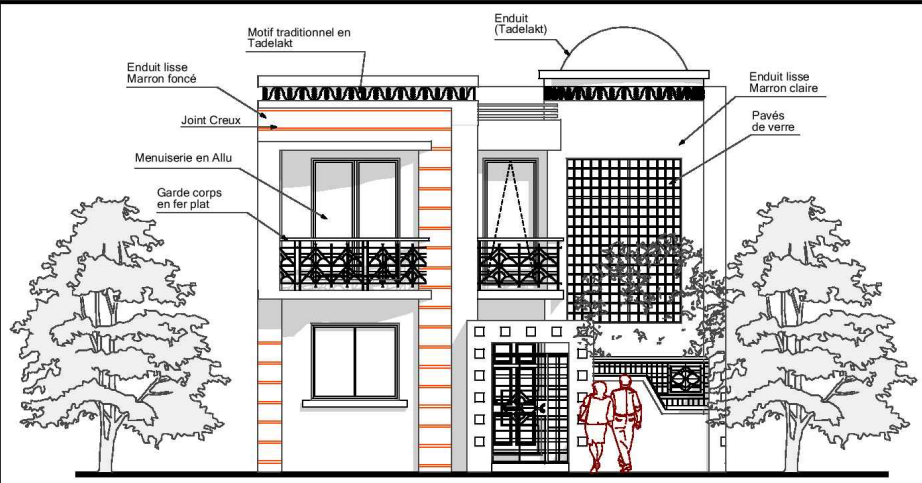 Motif traditionnel en
Tadelakt
Enduit
(Tadelakt)
Enduit lisse
Marron foncé
Enduit lisse
Marron claire
Joint Creux
Pavés
de verre
Menuiserie en Allu
Garde corps
en fer plat